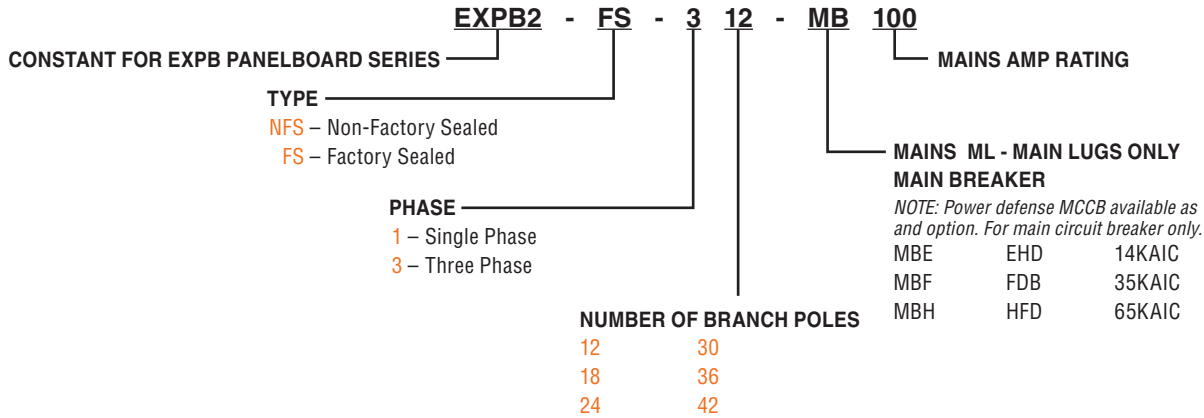 EXPB2 - FS - 3 12 - MB 100
CONSTANT FOR EXPB PANELBOARD SERIES
MAINS AMP RATING
TYPE
NFS – Non-Factory Sealed
FS – Factory Sealed
MAINS ML - MAIN LUGS ONLY
MAIN BREAKER
NOTE: Power defense MCCB available as
and option. For main circuit breaker only.
MBE EHD 14KAIC
MBF FDB 35KAIC
MBH HFD 65KAIC
PHASE
1 – Single Phase
3 – Three Phase
NUMBER OF BRANCH POLES
12 30
18 36
24 42